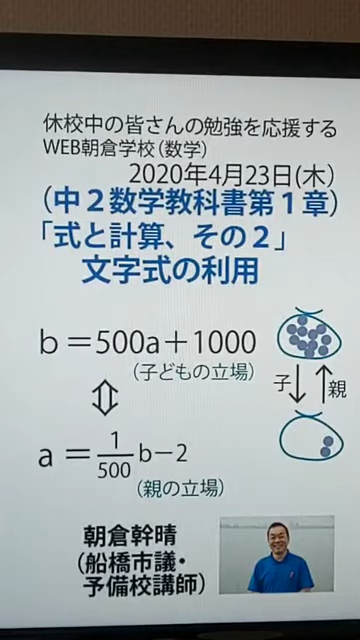 休校中の皆さんの勉強を応援する
WEB朝倉学校(数学)
2020年4月23日(木)
(中2数学教科書第1章)
「式と計算、その2」
文字式の利用
b=500a+1000
(子どもの立場)
子 親
⇕
a=1/500 b-2
(親の立場)
朝倉幹晴
(船橋市議・
予備校講師)